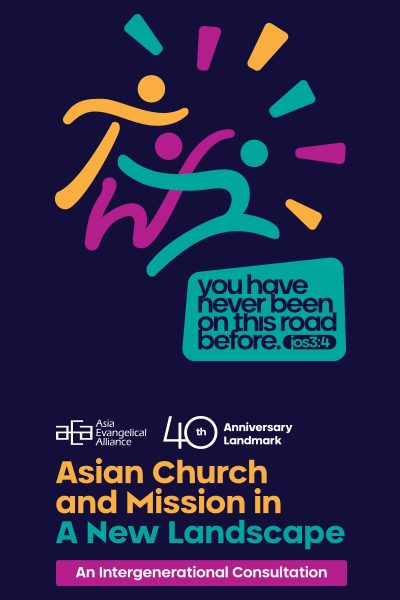 you have
never been
on this road
before. jos3:4
aEa Asia
Evangelical
Alliance
40th Anniversary
Landmark
Asian Church
and Mission in
A New Landscape
An Intergenerational Consultation